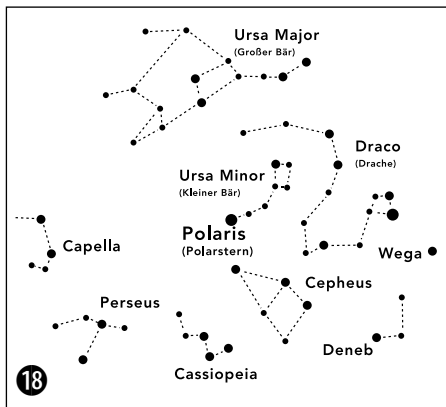 Ursa Major
(Großer Bär)
Draco
(Drache)
Ursa Minor
(Kleiner Bär)
Polaris
(Polarstern)
Capella
Wega
Cepheus
Perseus
Cassiopeia
Deneb
18